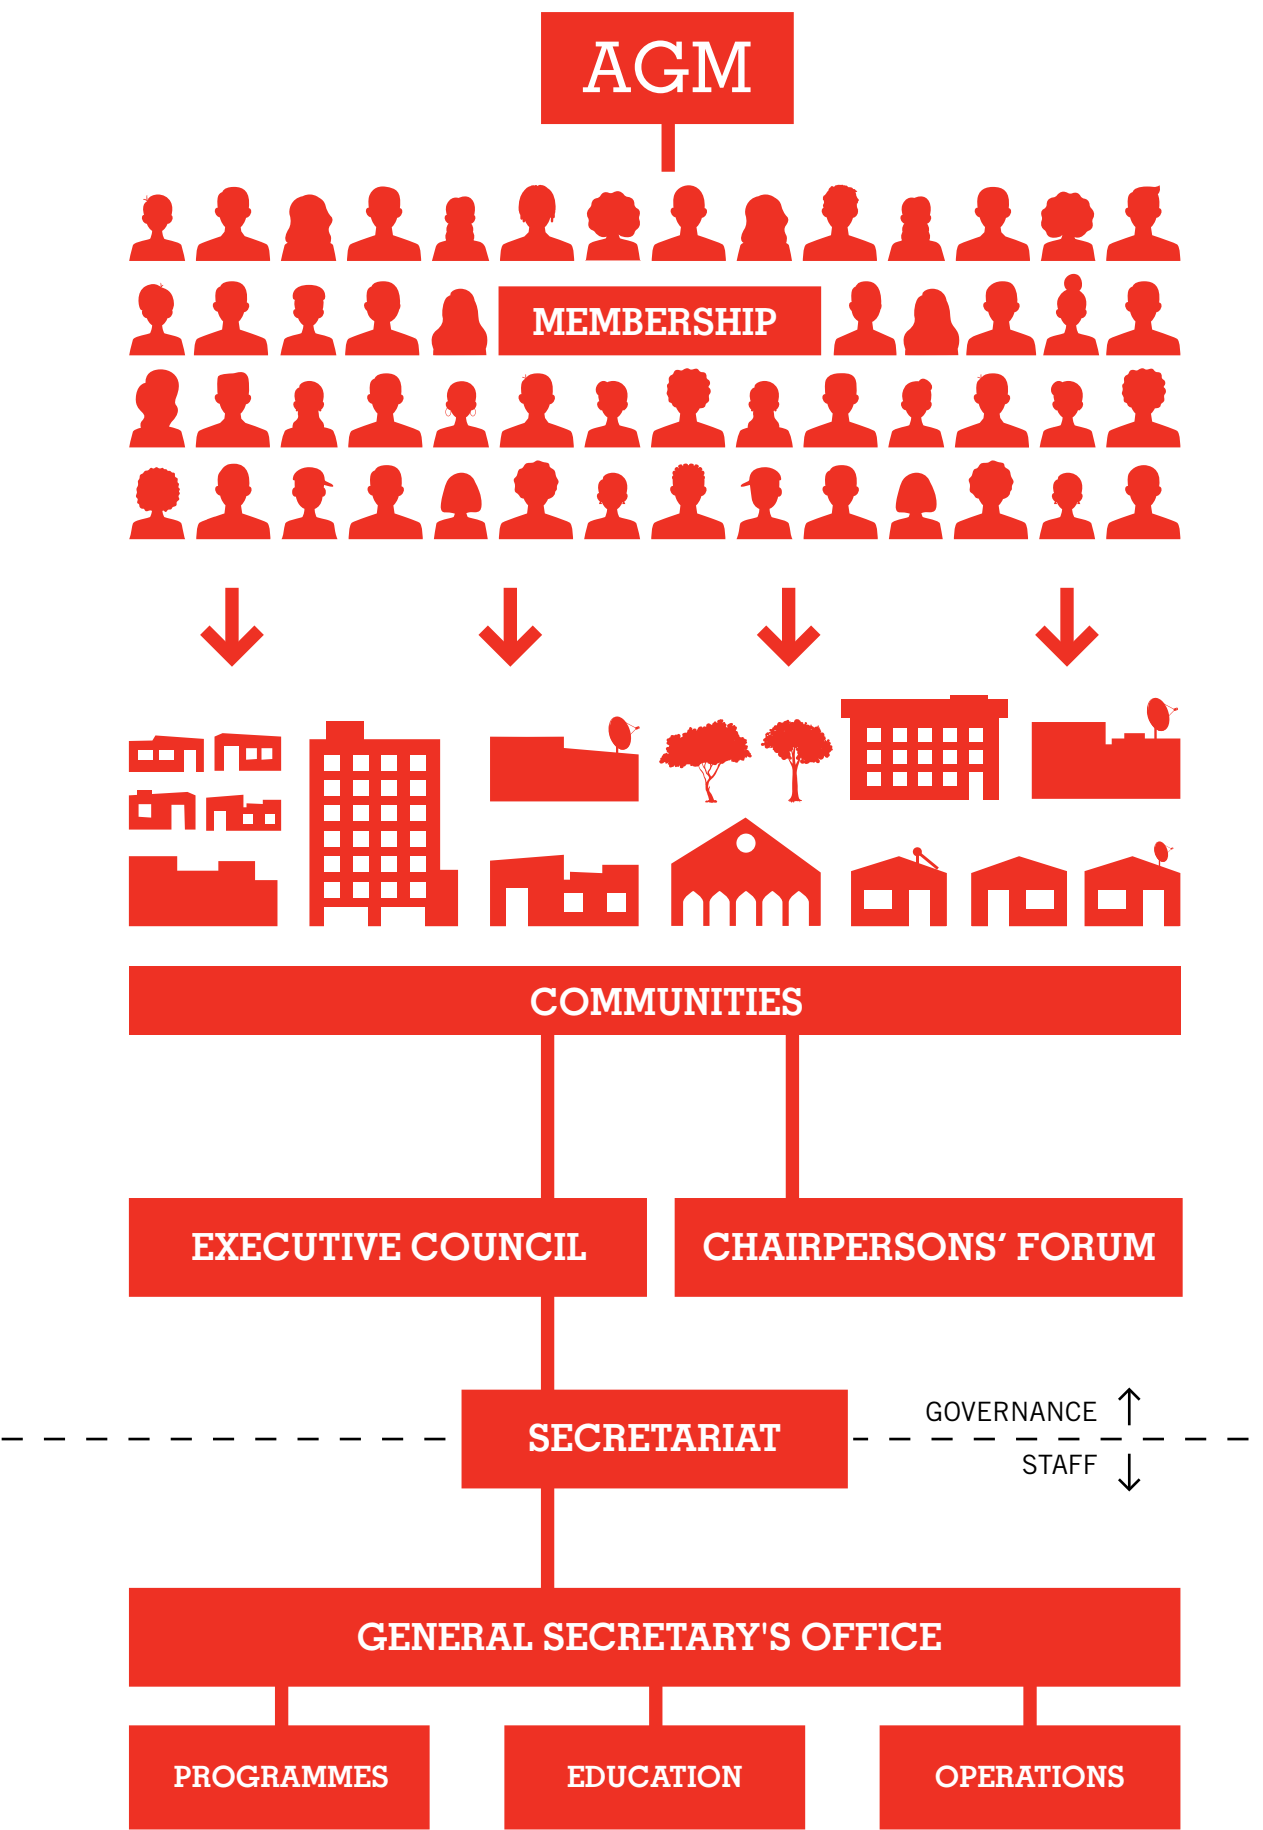 AGM
MEMBERSHIP
COMMUNITIES
EXECUTIVE COUNCIL
CHAIRPERSONS‘ FORUM
GOVERNANCE
SECRETARIAT
STAFF
GENERAL SECRETARY'S OFFICE
PROGRAMMES
EDUCATION
OPERATIONS